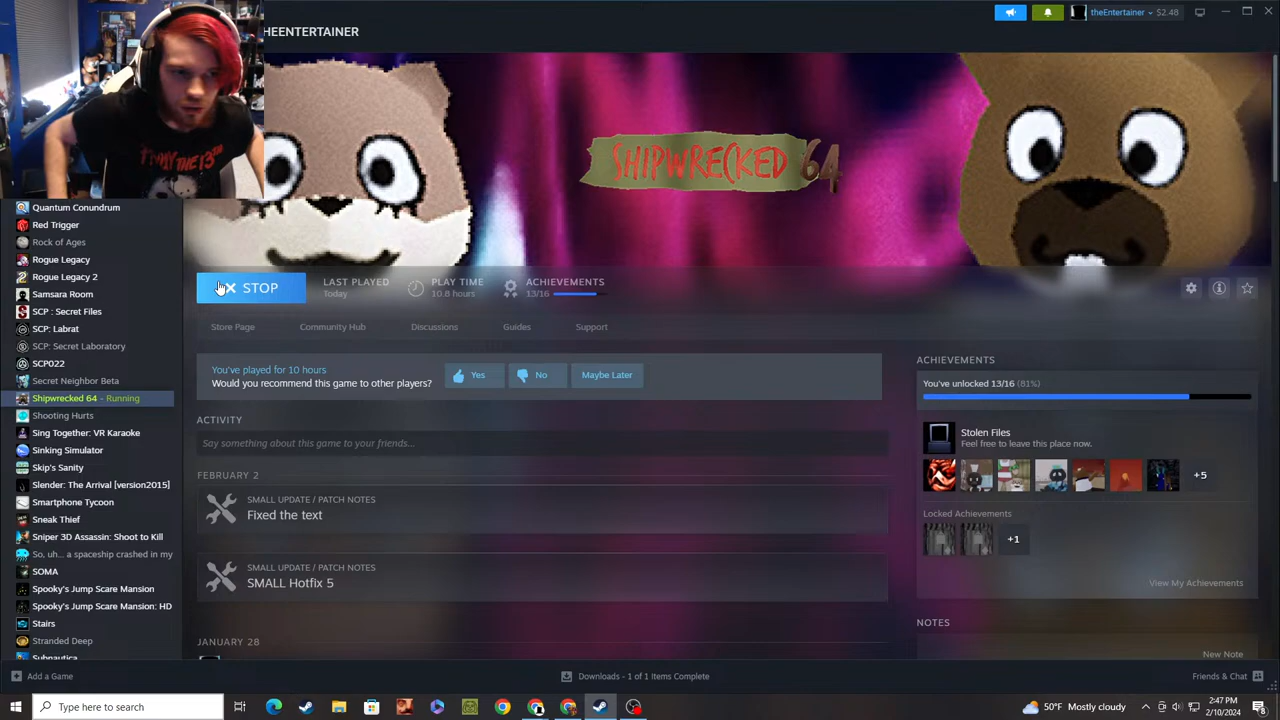 theEntertainer $2.48
HEENTERTAINER
SHIPWRECKED 64
Quantum Conundrum
Red Trigger
Rock of Ages
Rogue Legacy
Rogue Legacy 2
Samsara Room
SCP : Secret Files
SCP: Labrat
SCP: Secret Laboratory
SCP022
Secret Neighbor Beta
Shipwrecked 64 - Running
Shooting Hurts
Sing Together: VR Karaoke
Sinking Simulator
Skip's Sanity
Slender: The Arrival [version2015]
Smartphone Tycoon
Sneak Thief
Sniper 3D Assassin: Shoot to Kill
So, uh... a spaceship crashed in my
SOMA
Spooky's Jump Scare Mansion
Spooky's Jump Scare Mansion: HD
Stairs
Stranded Deep
Subnautica
STOP
LAST PLAYED
Today
PLAY TIME
10.8 hours
ACHIEVEMENTS
13/16
Store Page
Community Hub
Discussions
Guides
Support
You've played for 10 hours
Would you recommend this game to other players?
Yes
No
Maybe Later
ACTIVITY
Say something about this game to your friends...
FEBRUARY 2
SMALL UPDATE / PATCH NOTES
Fixed the text
SMALL UPDATE / PATCH NOTES
SMALL Hotfix 5
JANUARY 28
ACHIEVEMENTS
You've unlocked 13/16 (81%)
Stolen Files
Feel free to leave this place now.
+5
Locked Achievements
+1
View My Achievements
NOTES
New Note
Add a Game
Downloads - 1 of 1 Items Complete
Friends & Chat
Type here to search
50°F Mostly cloudy
2:47 PM
2/10/2024